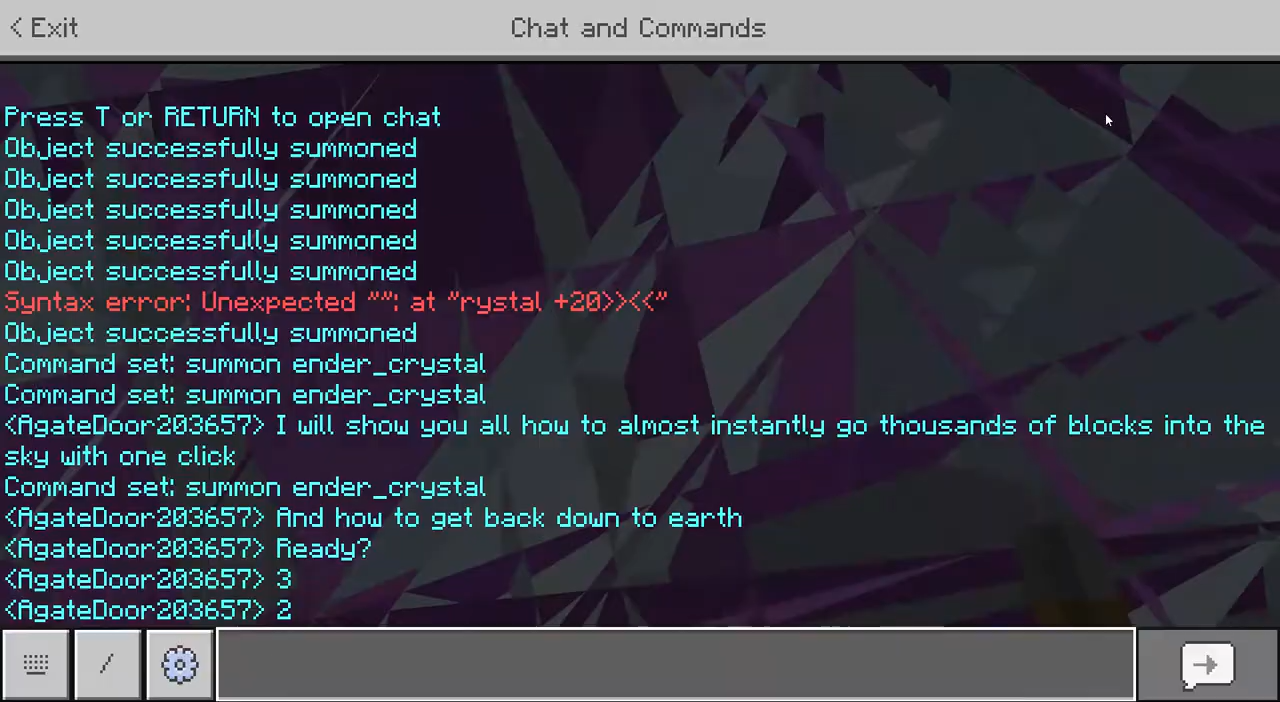 < Exit
Chat and Commands
Press T or RETURN to open chat
Object successfully summoned
Object successfully summoned
Object successfully summoned
Object successfully summoned
Object successfully summoned
Syntax error: Unexpected "": at "rystal +20>><<"
Object successfully summoned
Command set: summon ender_crystal
Command set: summon ender_crystal
<AgateDoor203657> I will show you all how to almost instantly go thousands of blocks into the
sky with one click
Command set: summon ender_crystal
<AgateDoor203657> And how to get back down to earth
<AgateDoor203657> Ready?
<AgateDoor203657> 3
<AgateDoor203657> 2
/